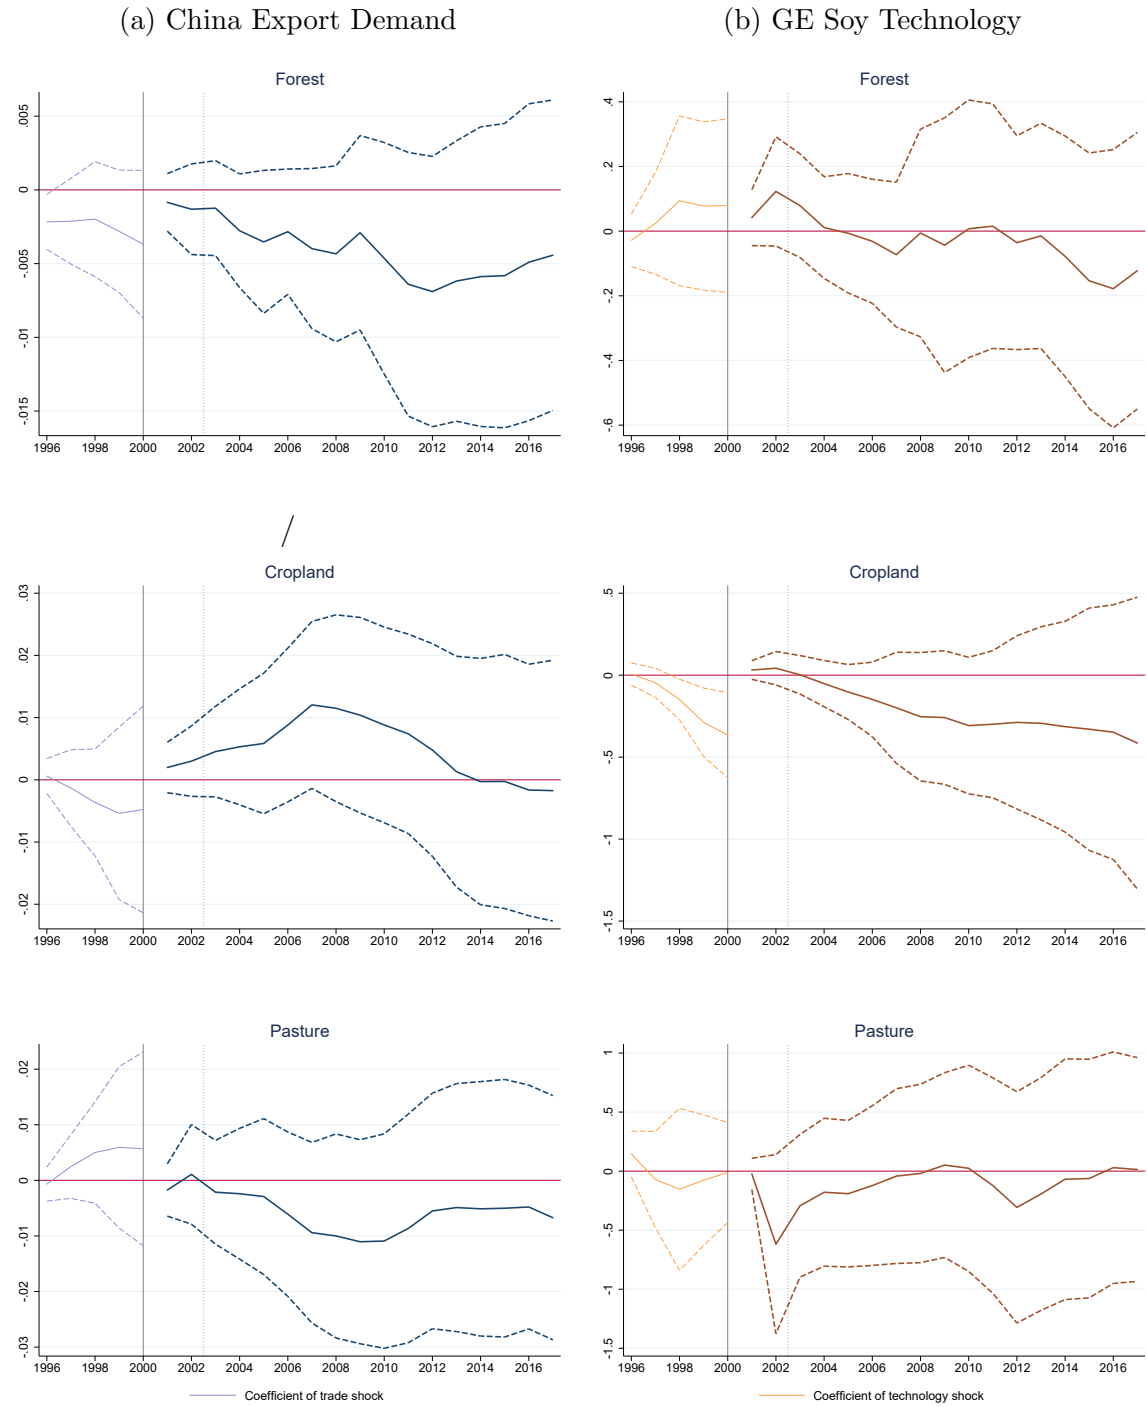 (a) China Export Demand
(b) GE Soy Technology
Forest
.005
0
-.005
-.01
-.015
1996 1998 2000 2002 2004 2006 2008 2010 2012 2014 2016
Forest
.4
.2
0
-.2
-.4
-.6
1996 1998 2000 2002 2004 2006 2008 2010 2012 2014 2016
/
Cropland
.03
.02
.01
0
-.01
-.02
1996 1998 2000 2002 2004 2006 2008 2010 2012 2014 2016
Cropland
.5
0
-.5
-1
-1.5
1996 1998 2000 2002 2004 2006 2008 2010 2012 2014 2016
Pasture
.02
.01
0
-.01
-.02
-.03
1996 1998 2000 2002 2004 2006 2008 2010 2012 2014 2016
Coefficient of trade shock
Pasture
1
.5
0
-.5
-1
-1.5
1996 1998 2000 2002 2004 2006 2008 2010 2012 2014 2016
Coefficient of technology shock